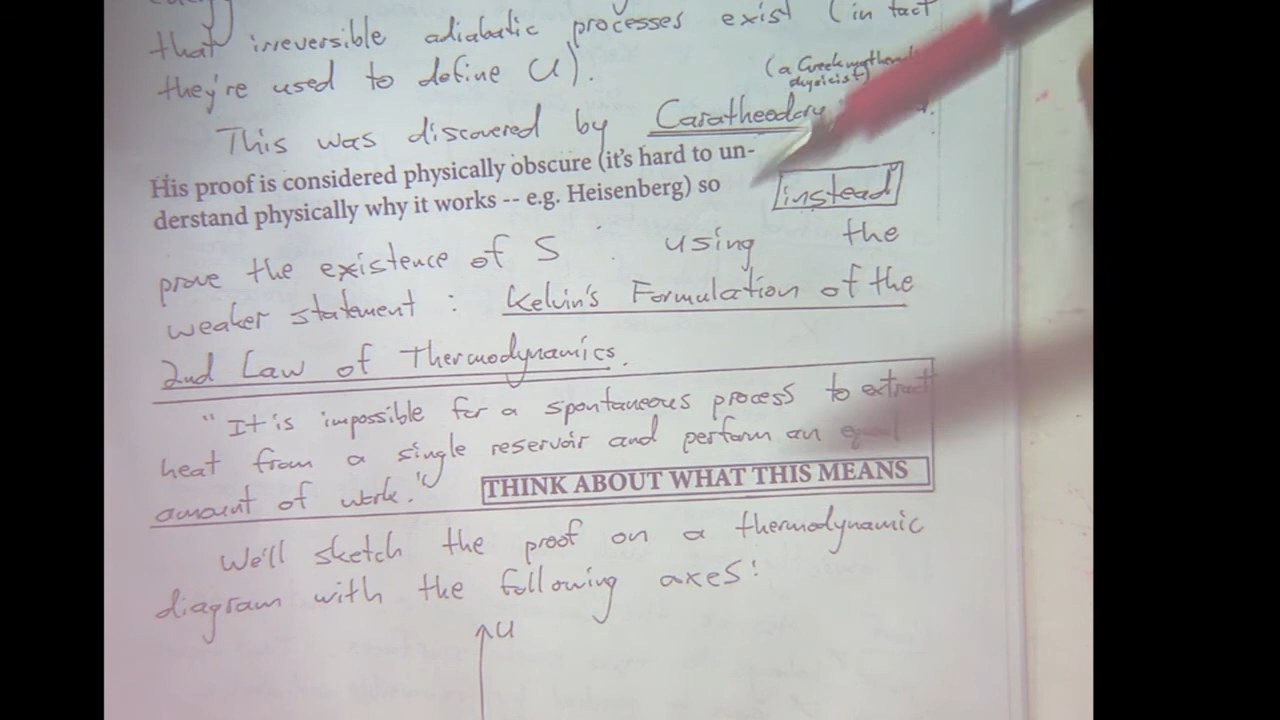 that irreversible adiabatic processes exist (in fact
they're used to define U).
(a Greek
physicist)
This was discovered by Caratheodory
His proof is considered physically obscure (it's hard to un-
derstand physically why it works -- e.g. Heisenberg) so
instead
prove the existence of S : using the
weaker statement : Kelvin's Formulation of the
2nd Law of Thermodynamics.
"It is impossible for a spontaneous process to extract
heat from a single reservoir and perform an equal
amount of work."
THINK ABOUT WHAT THIS MEANS
We'll sketch the proof on a thermodynamic
diagram with the following axes:
U